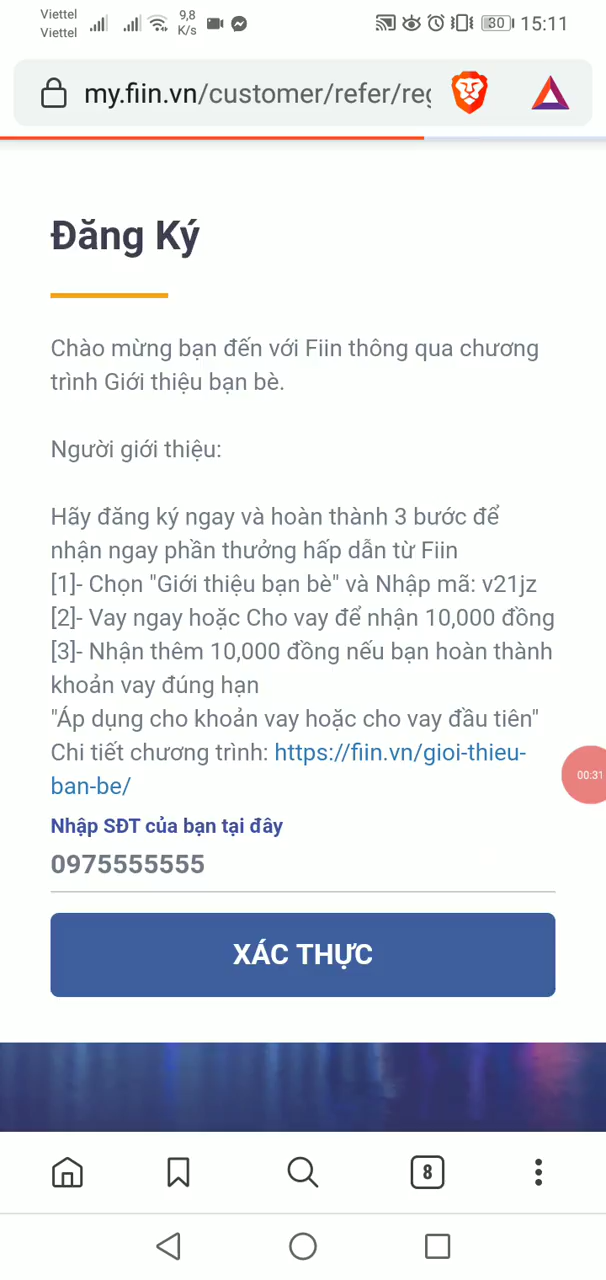 Viettel
Viettel
9,8
K/s
30
15:11
my.fiin.vn/customer/refer/reg
Đăng Ký
Chào mừng bạn đến với Fiin thông qua chương
trình Giới thiệu bạn bè.
Người giới thiệu:
Hãy đăng ký ngay và hoàn thành 3 bước để
nhận ngay phần thưởng hấp dẫn từ Fiin
[1]- Chọn "Giới thiệu bạn bè" và Nhập mã: v21jz
[2]- Vay ngay hoặc Cho vay để nhận 10,000 đồng
[3]- Nhận thêm 10,000 đồng nếu bạn hoàn thành
khoản vay đúng hạn
"Áp dụng cho khoản vay hoặc cho vay đầu tiên"
Chi tiết chương trình: https://fiin.vn/gioi-thieu-
ban-be/
00:31
Nhập SĐT của bạn tại đây
0975555555
XÁC THỰC
8